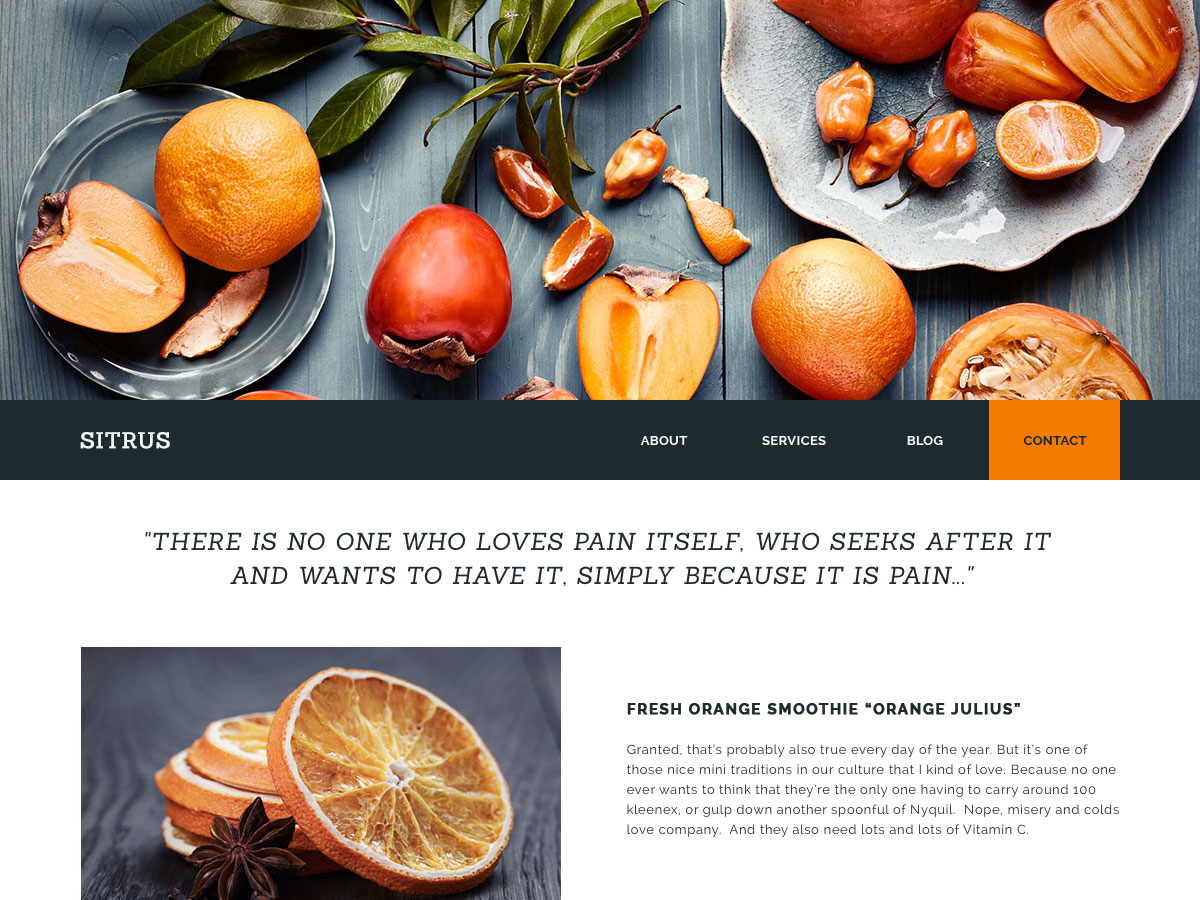 SITRUS
ABOUT SERVICES BLOG CONTACT
"THERE IS NO ONE WHO LOVES PAIN ITSELF, WHO SEEKS AFTER IT
AND WANTS TO HAVE IT, SIMPLY BECAUSE IT IS PAIN..."
FRESH ORANGE SMOOTHIE “ORANGE JULIUS”
Granted, that's probably also true every day of the year. But it's one of
those nice mini traditions in our culture that I kind of love. Because no one
ever wants to think that they're the only one having to carry around 100
kleenex, or gulp down another spoonful of Nyquil.  Nope, misery and colds
love company.  And they also need lots and lots of Vitamin C.